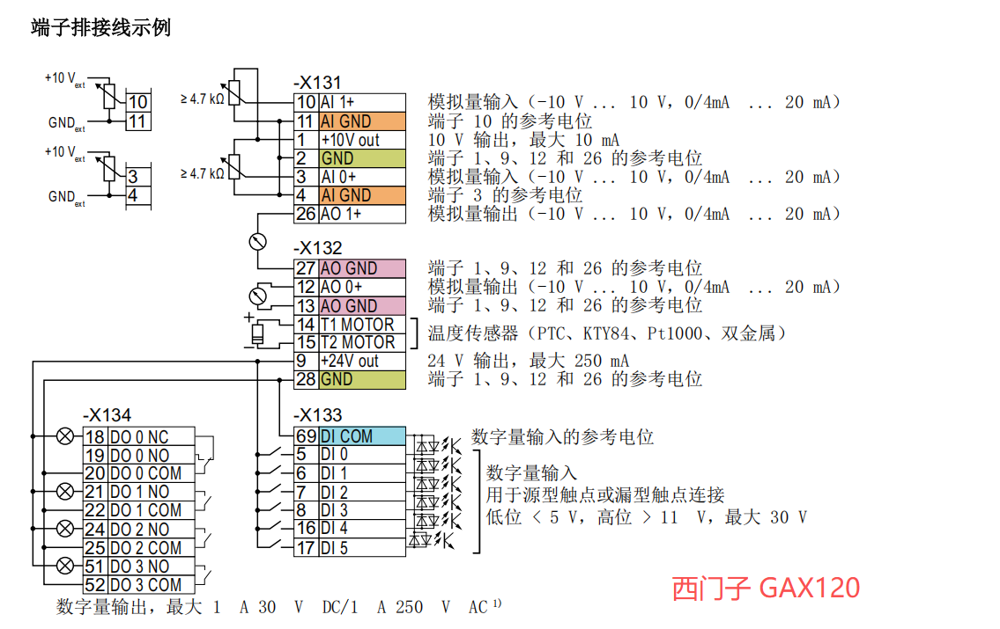 端子排接线示例
-X131
+10 Vext
GNDext
10
11
≥ 4.7 kΩ
10 AI 1+ 模拟量输入（-10 V ... 10 V，0/4mA ... 20 mA）
11 AI GND 端子 10 的参考电位
1 +10V out 10 V 输出，最大 10 mA
+10 Vext
GNDext
3
4
≥ 4.7 kΩ
2 GND 端子 1、9、12 和 26 的参考电位
3 AI 0+ 模拟量输入（-10 V ... 10 V，0/4mA ... 20 mA）
4 AI GND 端子 3 的参考电位
26 AO 1+ 模拟量输出（-10 V ... 10 V，0/4mA ... 20 mA）
-X132
27 AO GND 端子 1、9、12 和 26 的参考电位
12 AO 0+ 模拟量输出（-10 V ... 10 V，0/4mA ... 20 mA）
13 AO GND 端子 1、9、12 和 26 的参考电位
+
−
14 T1 MOTOR
15 T2 MOTOR
温度传感器（PTC、KTY84、Pt1000、双金属）
9 +24V out 24 V 输出，最大 250 mA
28 GND 端子 1、9、12 和 26 的参考电位
-X134
18 DO 0 NC
19 DO 0 NO
20 DO 0 COM
21 DO 1 NO
22 DO 1 COM
24 DO 2 NO
25 DO 2 COM
51 DO 3 NO
52 DO 3 COM
-X133
69 DI COM 数字量输入的参考电位
5 DI 0
6 DI 1
7 DI 2
8 DI 3
16 DI 4
17 DI 5
数字量输入
用于源型触点或漏型触点连接
低位 < 5 V，高位 > 11 V，最大 30 V
数字量输出，最大 1 A 30 V DC/1 A 250 V AC 1)
西门子 GAX120